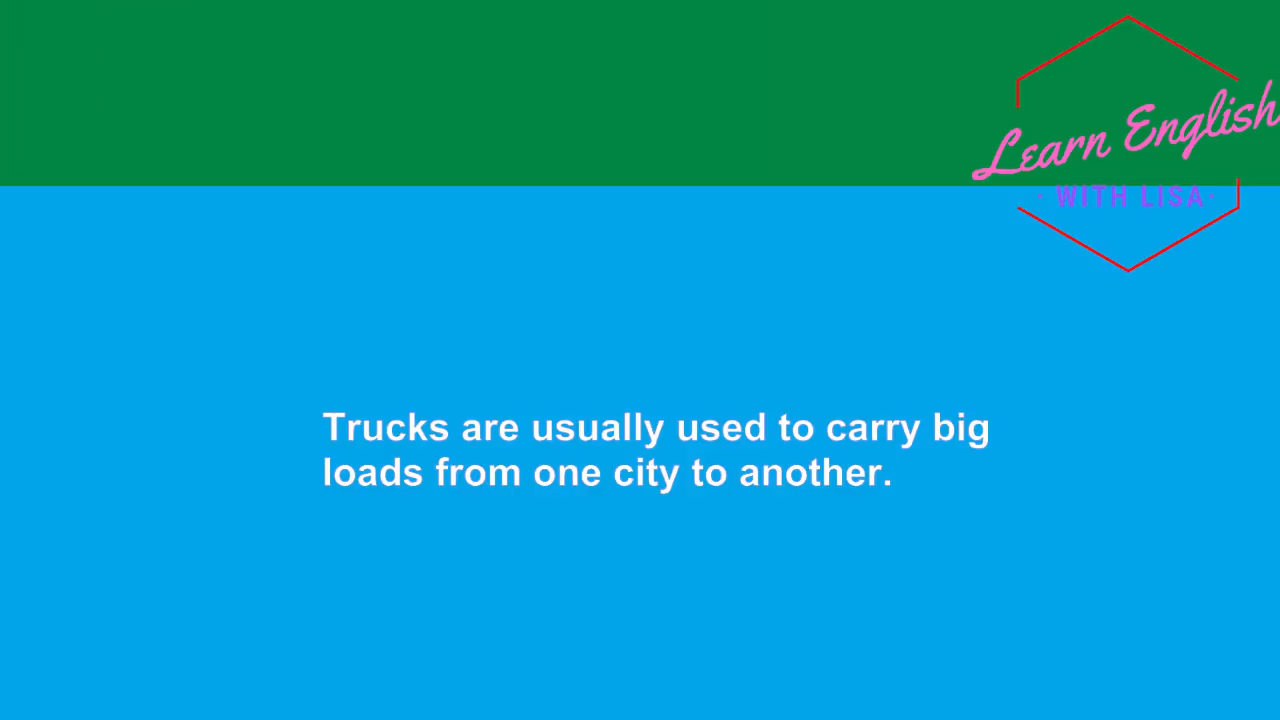 Learn English
· WITH LISA·
Trucks are usually used to carry big
loads from one city to another.